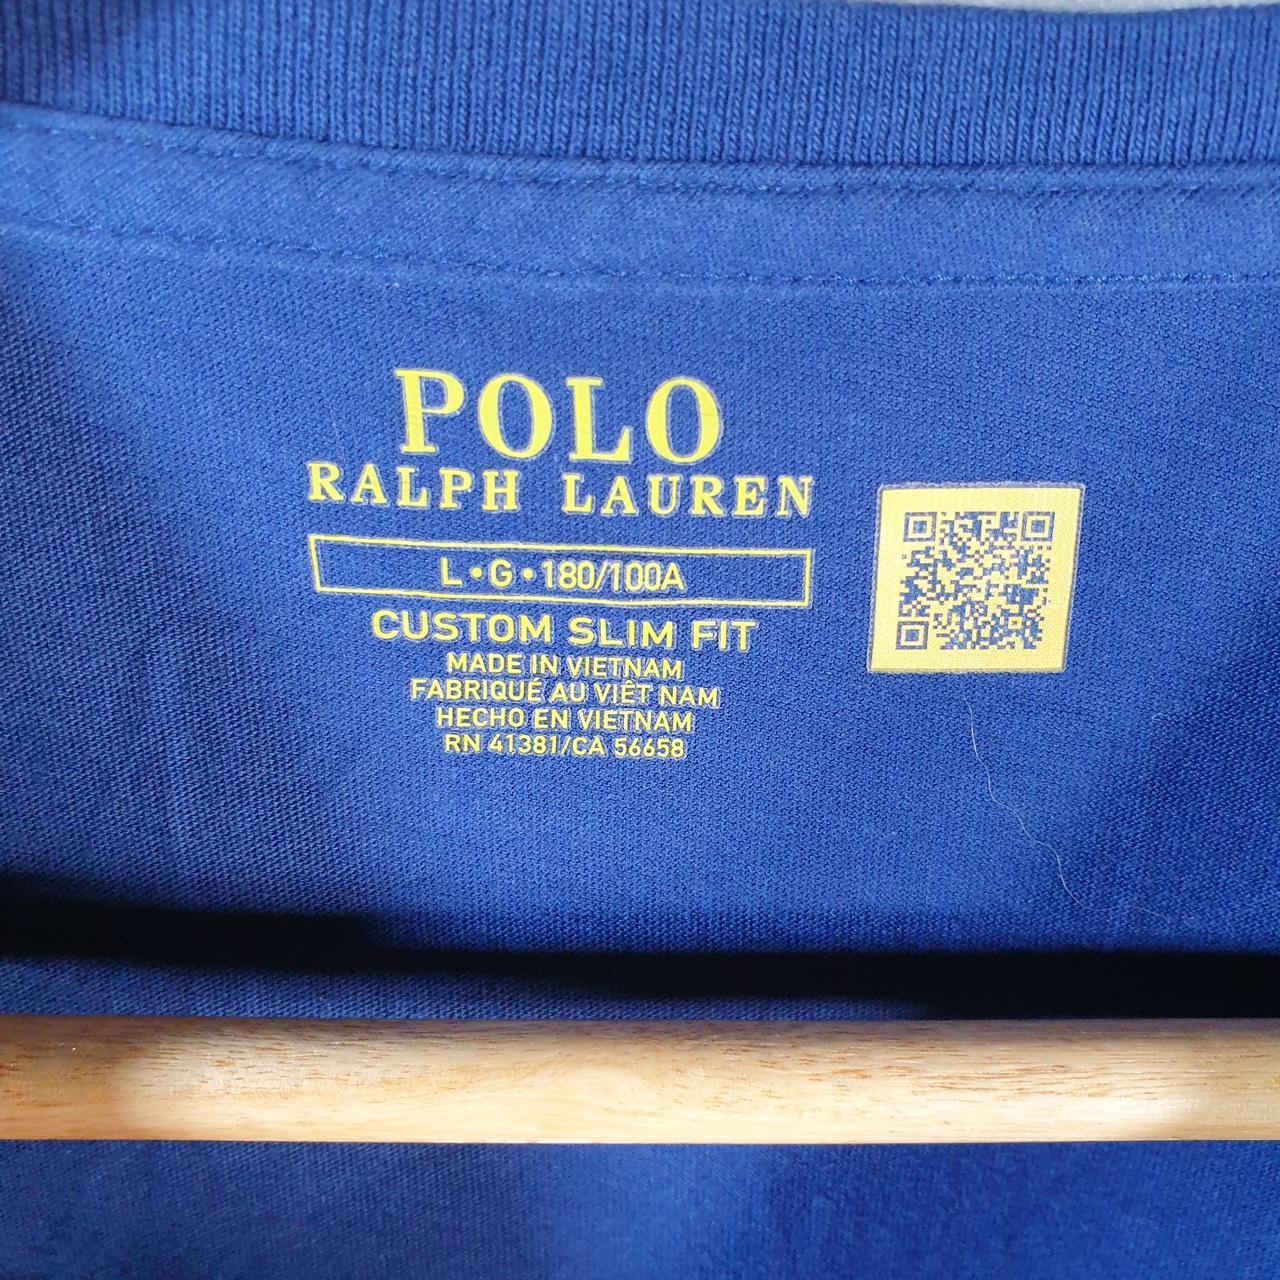 POLO
RALPH LAUREN
L•G•180/100A
CUSTOM SLIM FIT
MADE IN VIETNAM
FABRIQUÉ AU VIÊT NAM
HECHO EN VIETNAM
RN 41381/CA 56658